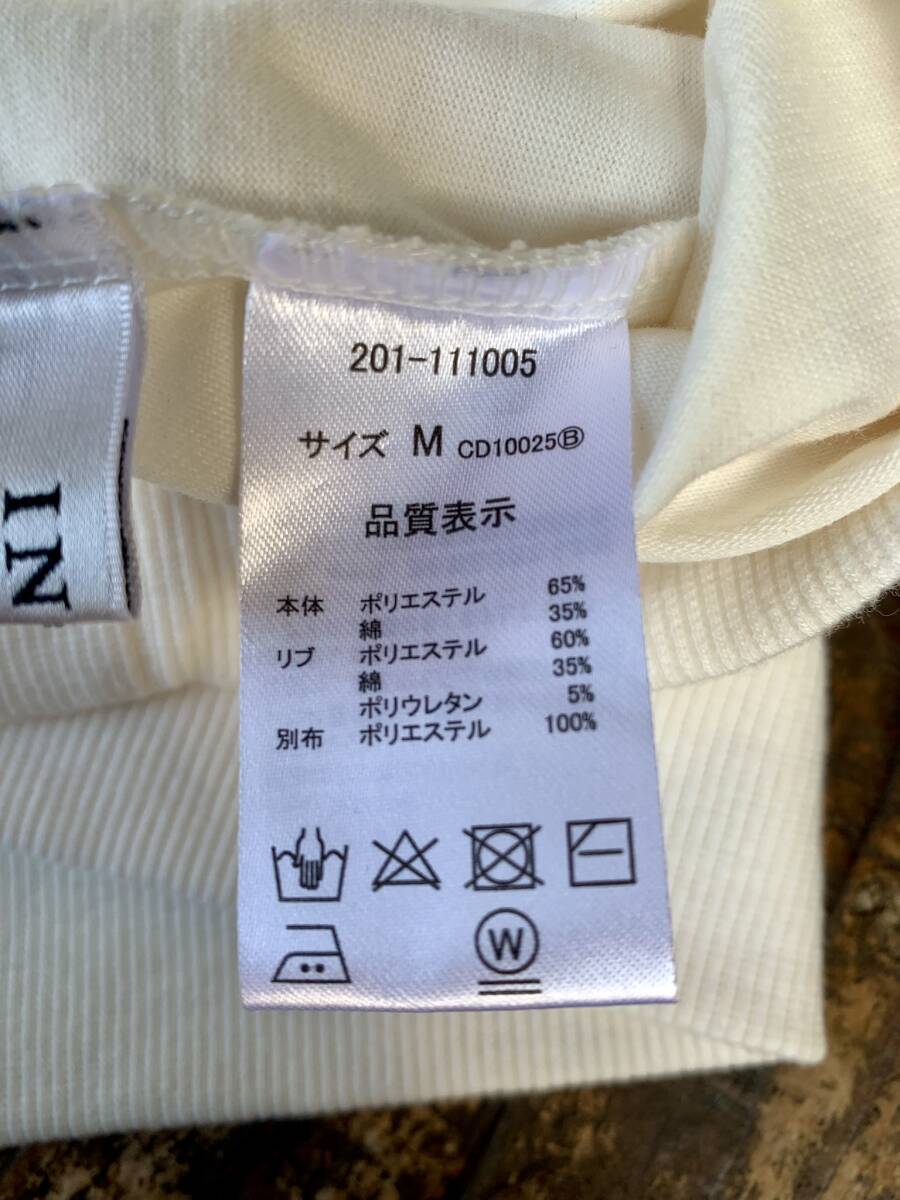 201-111005
サイズ M CD10025Ⓑ
品質表示
本体 ポリエステル 65%
綿 35%
リブ ポリエステル 60%
綿 35%
ポリウレタン 5%
別布 ポリエステル 100%
W
IN